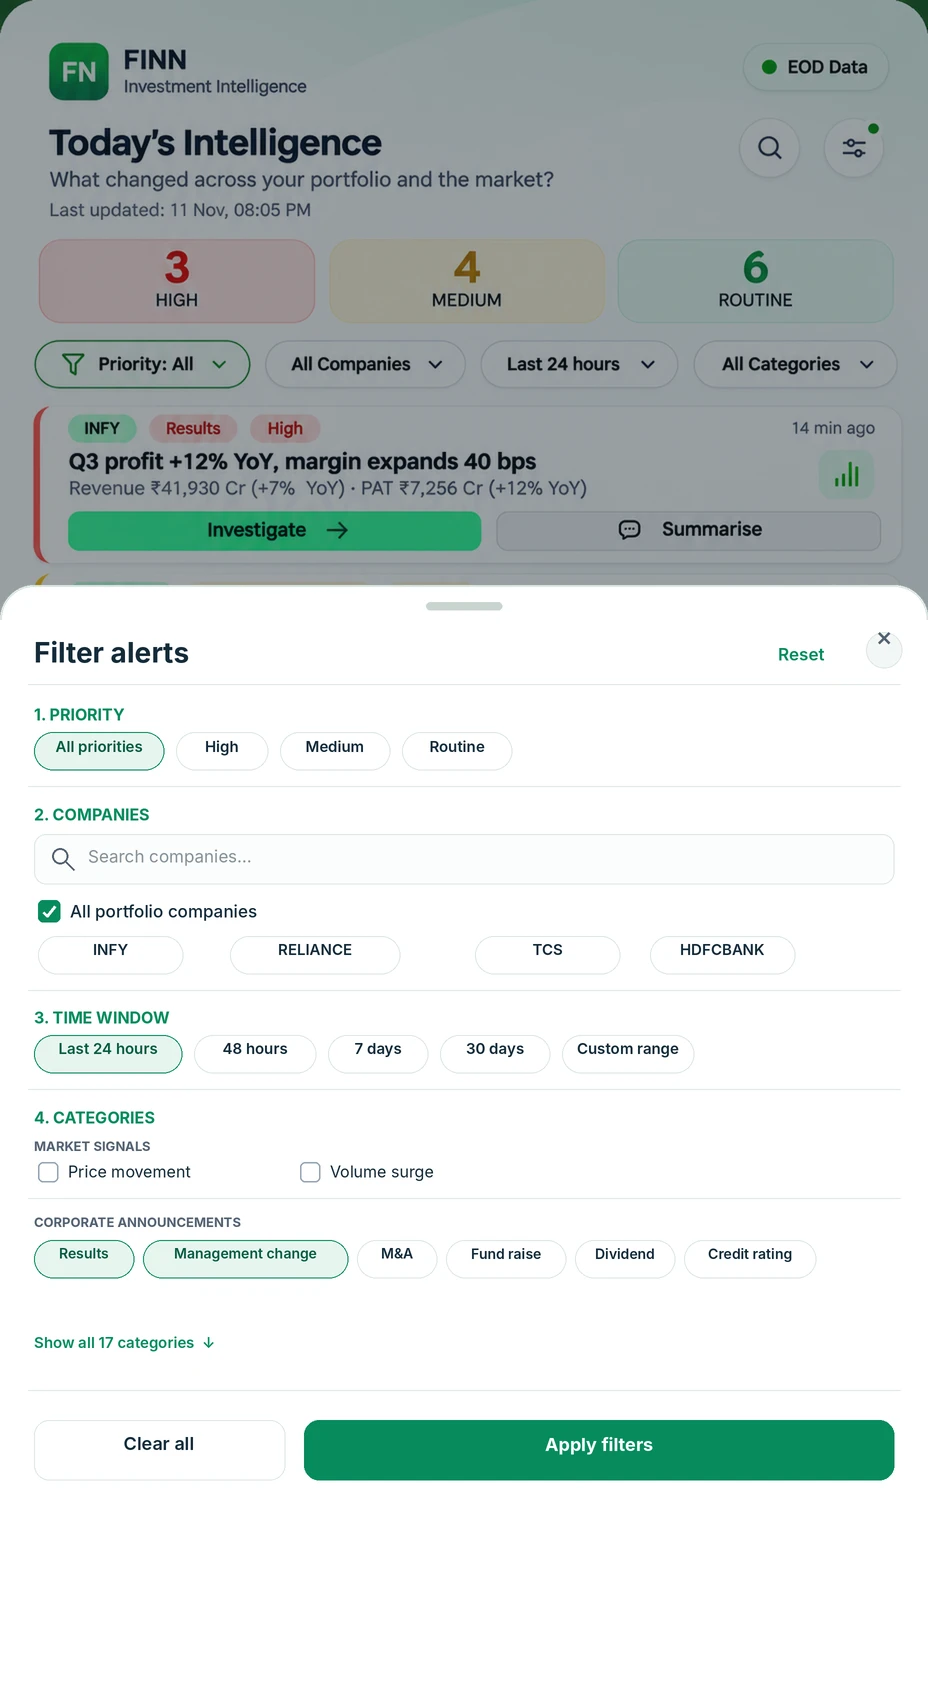 FN FINN
Investment Intelligence
EOD Data
Today's Intelligence
What changed across your portfolio and the market?
Last updated: 11 Nov, 08:05 PM
3 4 6
HIGH MEDIUM ROUTINE
Priority: All All Companies Last 24 hours All Categories
INFY Results High 14 min ago
Q3 profit +12% YoY, margin expands 40 bps
Revenue ₹41,930 Cr (+7% YoY) · PAT ₹7,256 Cr (+12% YoY)
Investigate → Summarise
Filter alerts Reset ×
1. PRIORITY
All priorities High Medium Routine
2. COMPANIES
Search companies...
All portfolio companies
INFY RELIANCE TCS HDFCBANK
3. TIME WINDOW
Last 24 hours 48 hours 7 days 30 days Custom range
4. CATEGORIES
MARKET SIGNALS
Price movement Volume surge
CORPORATE ANNOUNCEMENTS
Results Management change M&A Fund raise Dividend Credit rating
Show all 17 categories ↓
Clear all Apply filters